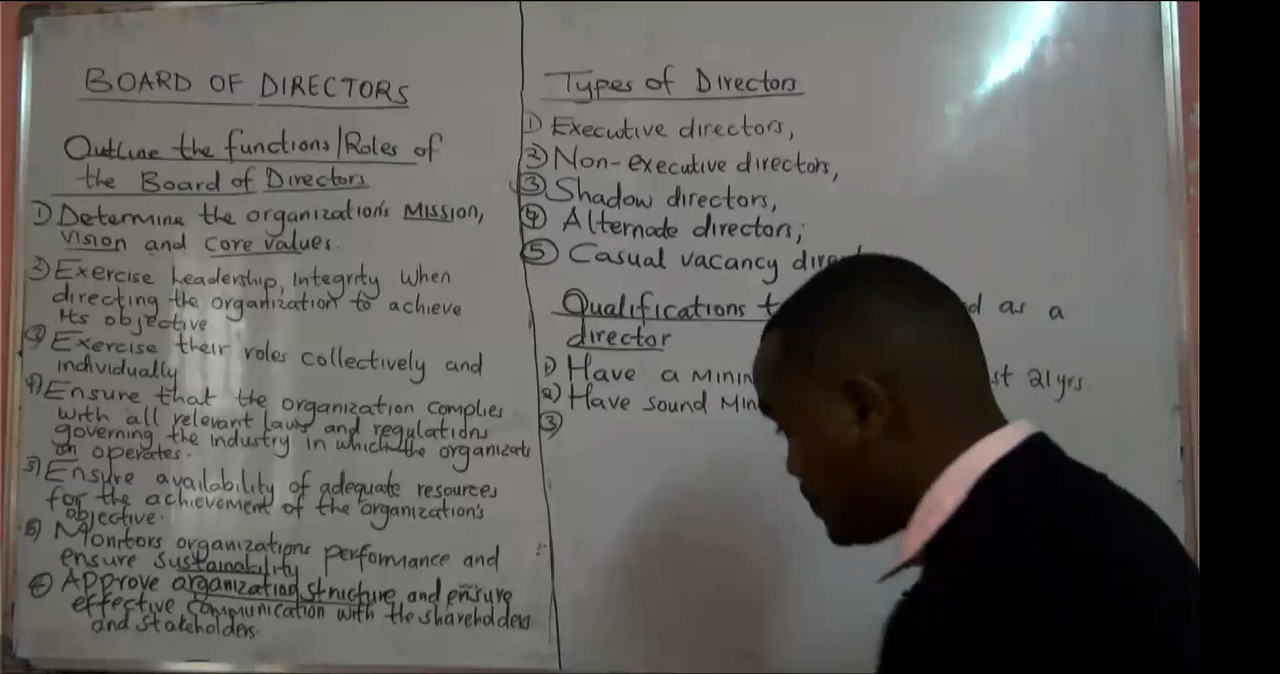 BOARD OF DIRECTORS
Outline the functions/Roles of
the Board of Directors
1) Determine the organization's Mission,
vision and core values.
2) Exercise Leadership, Integrity when
directing the organization to achieve
its objective
3) Exercise their roles collectively and
individually
4) Ensure that the organization complies
with all relevant laws and regulations
governing the industry in which the organizati
on operates.
5) Ensure availability of adequate resources
for the achievement of the organization's
objective.
6) Monitors organizations performance and
ensure sustainability
Approve organization structure and ensure
effective communication with the shareholders
and stakeholders.
Types of Directors
1) Executive directors,
2) Non-executive directors,
3) Shadow directors,
4) Alternate directors;
5) Casual vacancy
Qualifications as a
director
1) Have a 21yrs
2) Have sound
3)